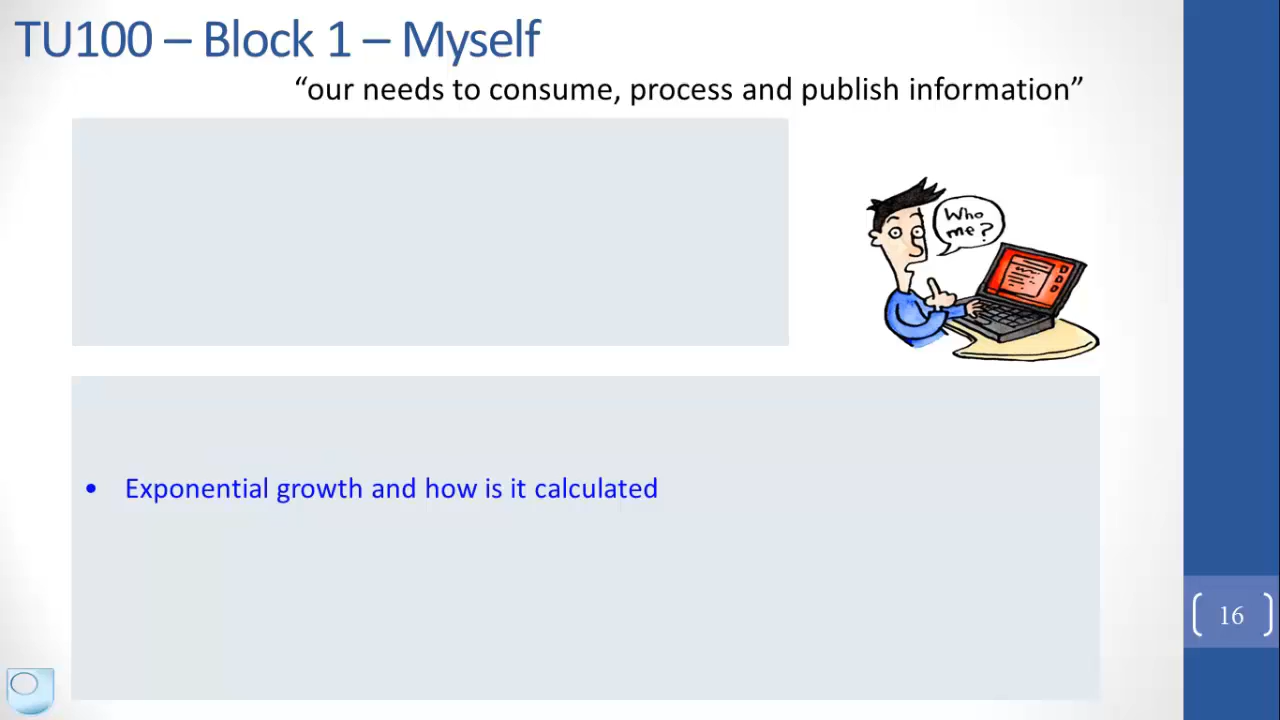 TU100 – Block 1 – Myself
“our needs to consume, process and publish information”
Who
me?
• Exponential growth and how is it calculated
16